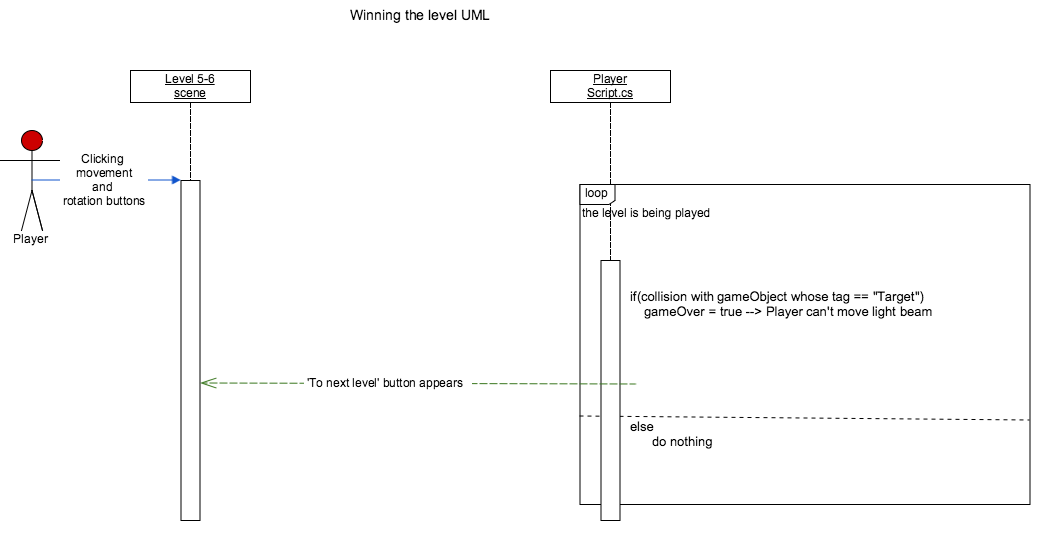 Winning the level UML
Level 5-6
scene
Player
Script.cs
Clicking
movement
and
rotation buttons
Player
loop
the level is being played
if(collision with gameObject whose tag == "Target")
gameOver = true --> Player can't move light beam
'To next level' button appears
else
do nothing